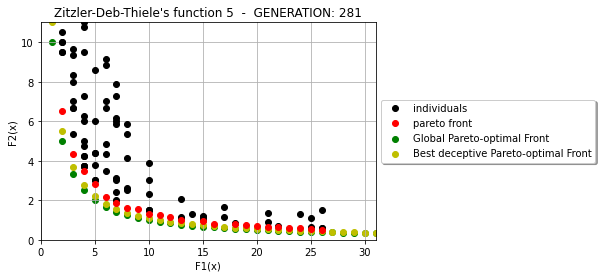 Zitzler-Deb-Thiele's function 5 - GENERATION: 281
10
8
6
4
2
0
F2(x)
0 5 10 15 20 25 30
F1(x)
individuals
pareto front
Global Pareto-optimal Front
Best deceptive Pareto-optimal Front